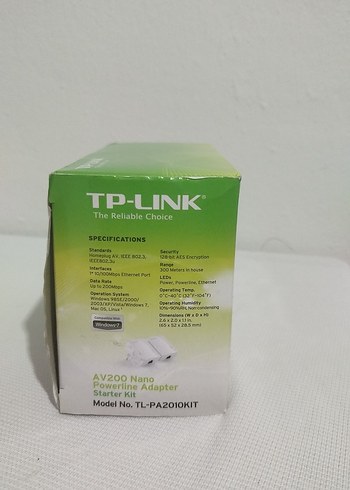 TP-LINK®
The Reliable Choice
SPECIFICATIONS
Standards
HomePlug AV, IEEE 802.3,
IEEE802.3u
Interfaces
1* 10/100Mbps Ethernet Port
Data Rate
Up to 200Mbps
Operation System
Windows 98SE/2000/
2003/XP/Vista/Windows 7,
Mac OS, Linux
Security
128-bit AES Encryption
Range
300 Meters in house
LEDs
Power, Powerline, Ethernet
Operating Temp.
0°C~40°C (32°F~104°F)
Operating Humidity
10%~90%RH, Noncondensing
Dimensions (W x D x H)
2.6 x 2.0 x 1.1 in.
(65 x 52 x 28.5 mm)
Compatible with
Windows 7
AV200 Nano
Powerline Adapter
Starter Kit
Model No. TL-PA2010KIT